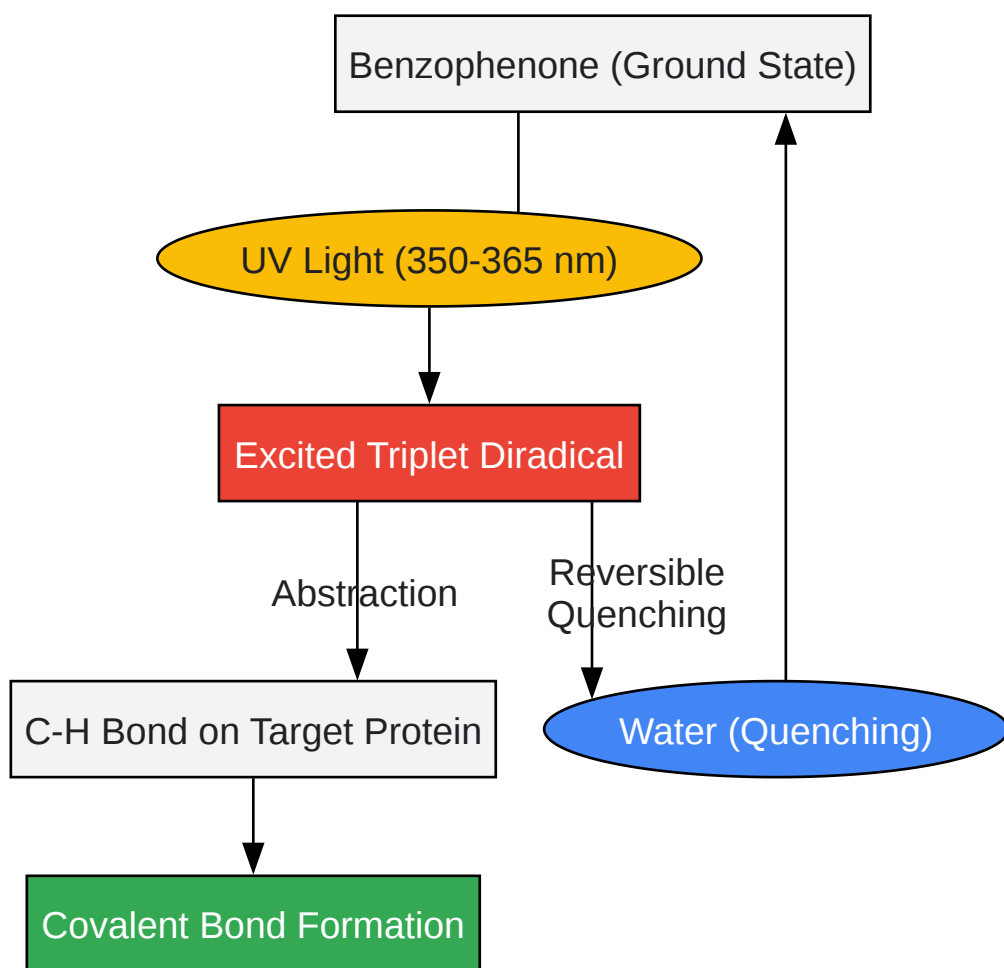 Benzophenone (Ground State)
UV Light (350-365 nm)
Excited Triplet Diradical
Abstraction
Reversible
Quenching
C-H Bond on Target Protein
Water (Quenching)
Covalent Bond Formation